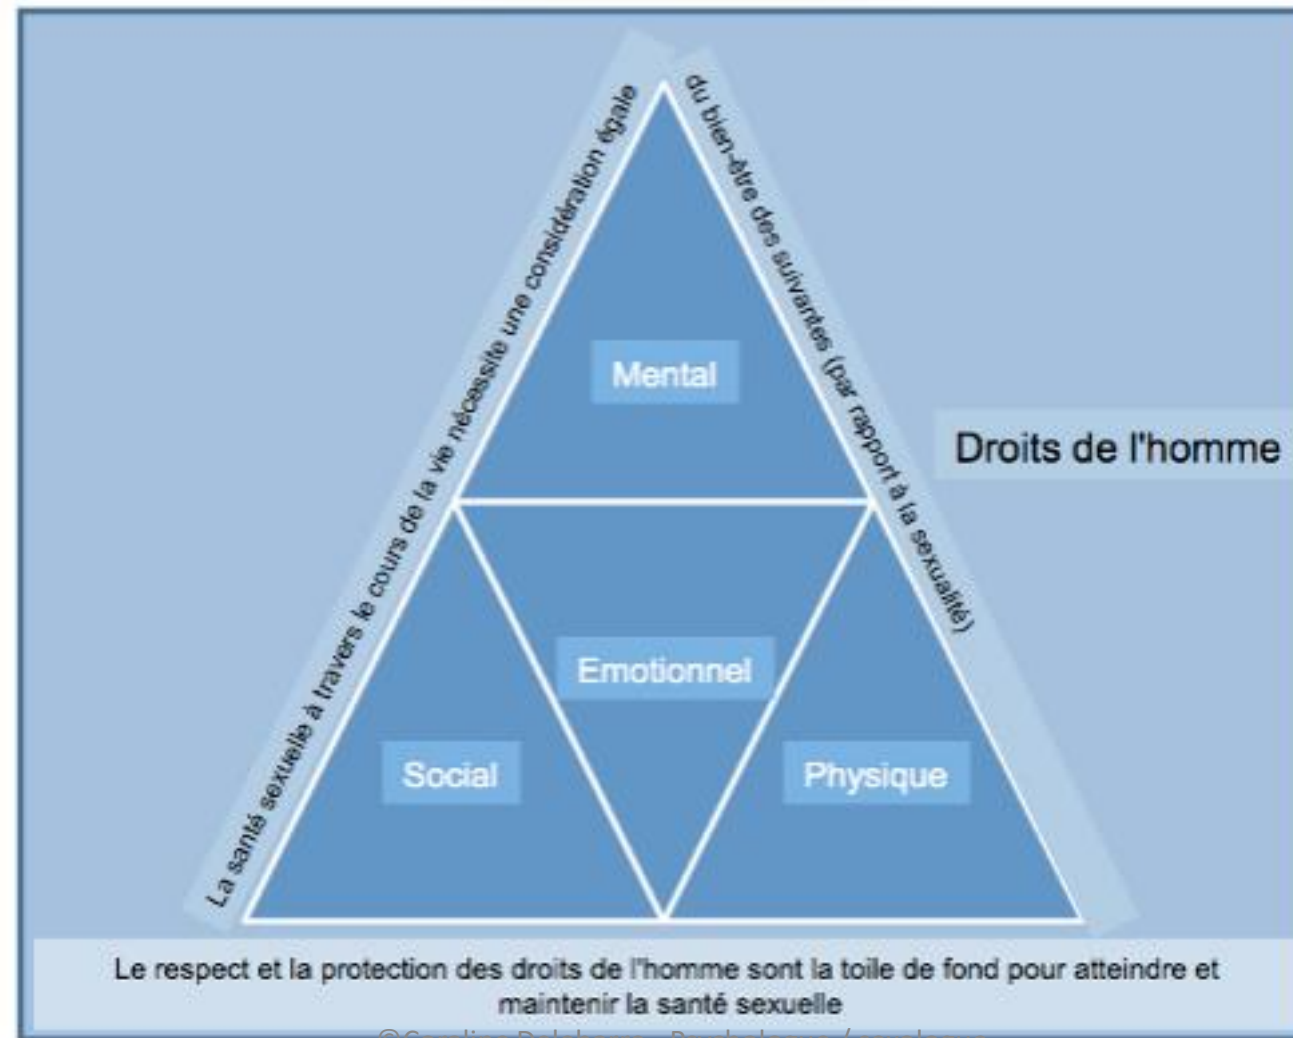 La santé sexuelle à travers le cours de la vie nécessite une considération égale
du bien-être des suivantes (par rapport à la sexualité)
Mental
Droits de l'homme
Emotionnel
Social
Physique
Le respect et la protection des droits de l'homme sont la toile de fond pour atteindre et
maintenir la santé sexuelle